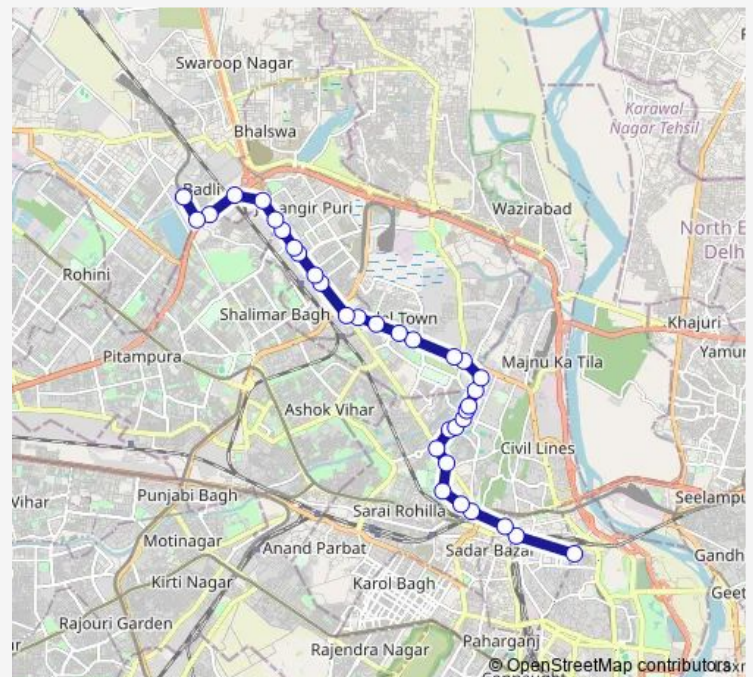 Swaroop Nagar
Karawal
Nagar Tehsil
Bhalswa
Badli
Jahangir Puri
Wazirabad
North E
Delh
Rohini
Shalimar Bagh
Model Town
Khajuri
Pitampura
Majnu Ka Tila
Yamu
Ashok Vihar
Civil Lines
Vihar
Punjabi Bagh
Sarai Rohilla
Seelampu
Motinagar
Anand Parbat
Sadar Bazar
Gandh
Kirti Nagar
Karol Bagh
Geet
Rajouri Garden
Paharganj
Rajendra Nagar
© OpenStreetMap contributors